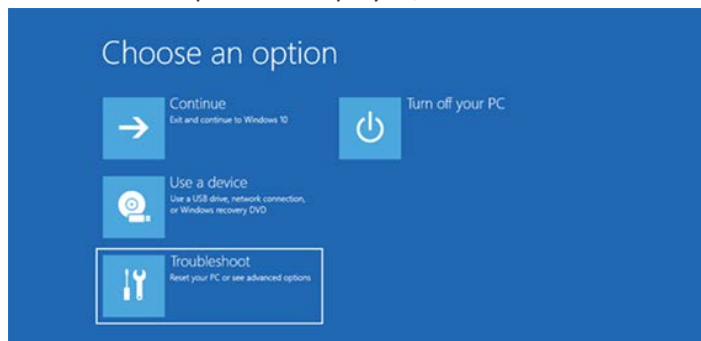 Choose an option
Continue
Exit and continue to Windows 10
Turn off your PC
Use a device
Use a USB drive, network connection,
or Windows recovery DVD
Troubleshoot
Reset your PC or see advanced options